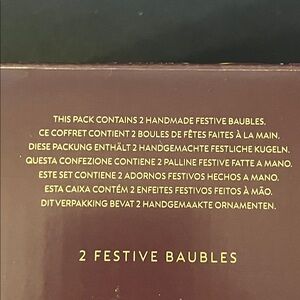 THIS PACK CONTAINS 2 HANDMADE FESTIVE BAUBLES.
CE COFFRET CONTIENT 2 BOULES DE FÊTES FAITES À LA MAIN.
DIESE PACKUNG ENTHÄLT 2 HANDGEMACHTE FESTLICHE KUGELN.
QUESTA CONFEZIONE CONTIENE 2 PALLINE FESTIVE FATTE A MANO.
ESTE SET CONTIENE 2 ADORNOS FESTIVOS HECHOS A MANO.
ESTA CAIXA CONTÉM 2 ENFEITES FESTIVOS FEITOS À MÃO.
DIT VERPAKKING BEVAT 2 HANDGEMAAKTE ORNAMENTEN.
2 FESTIVE BAUBLES